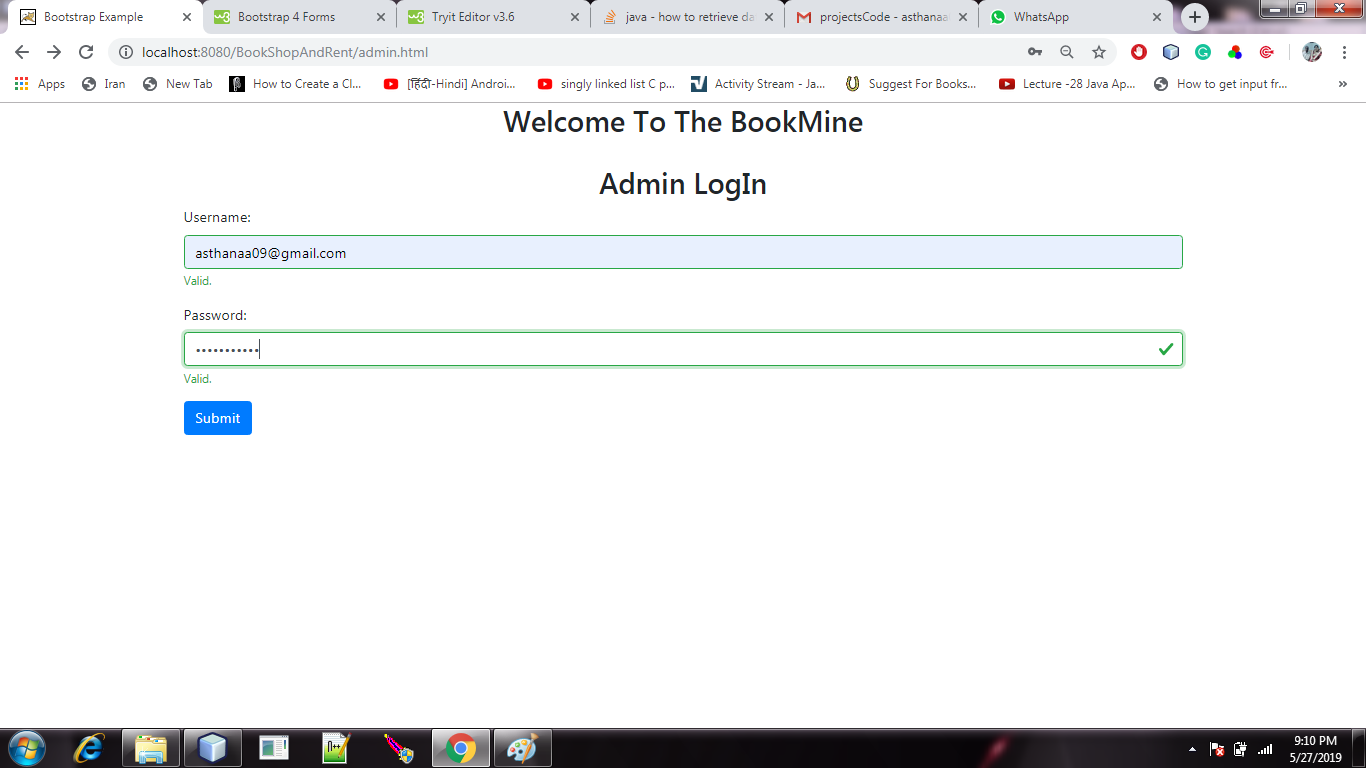 Bootstrap Example
Bootstrap 4 Forms
Tryit Editor v3.6
java - how to retrieve da
projectsCode - asthanaa
WhatsApp
localhost:8080/BookShopAndRent/admin.html
Apps
Iran
New Tab
How to Create a Cl...
[हिंदी-Hindi] Androi...
singly linked list C p...
Activity Stream - Ja...
Suggest For Books...
Lecture -28 Java Ap...
How to get input fr...
»
Welcome To The BookMine
Admin LogIn
Username:
asthanaa09@gmail.com
Valid.
Password:
Valid.
Submit
9:10 PM
5/27/2019